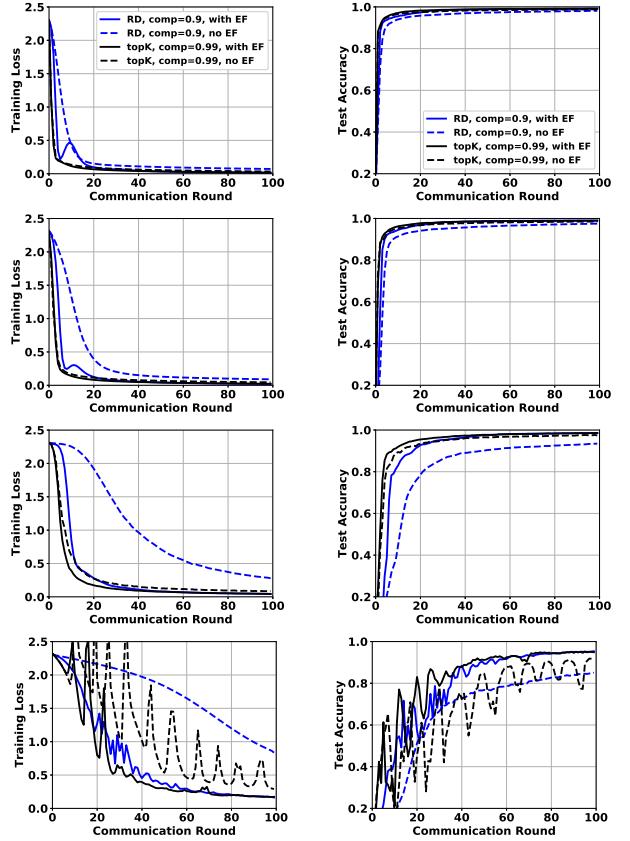 2.5
2.0
1.5
1.0
0.5
0.0
Training Loss
RD, comp=0.9, with EF
RD, comp=0.9, no EF
topK, comp=0.99, with EF
topK, comp=0.99, no EF
0 20 40 60 80 100
Communication Round
1.0
0.8
0.6
0.4
0.2
Test Accuracy
RD, comp=0.9, with EF
RD, comp=0.9, no EF
topK, comp=0.99, with EF
topK, comp=0.99, no EF
0 20 40 60 80 100
Communication Round
2.5
2.0
1.5
1.0
0.5
0.0
Training Loss
0 20 40 60 80 100
Communication Round
1.0
0.8
0.6
0.4
0.2
Test Accuracy
0 20 40 60 80 100
Communication Round
2.5
2.0
1.5
1.0
0.5
0.0
Training Loss
0 20 40 60 80 100
Communication Round
1.0
0.8
0.6
0.4
0.2
Test Accuracy
0 20 40 60 80 100
Communication Round
2.5
2.0
1.5
1.0
0.5
0.0
Training Loss
0 20 40 60 80 100
Communication Round
1.0
0.8
0.6
0.4
0.2
Test Accuracy
0 20 40 60 80 100
Communication Round